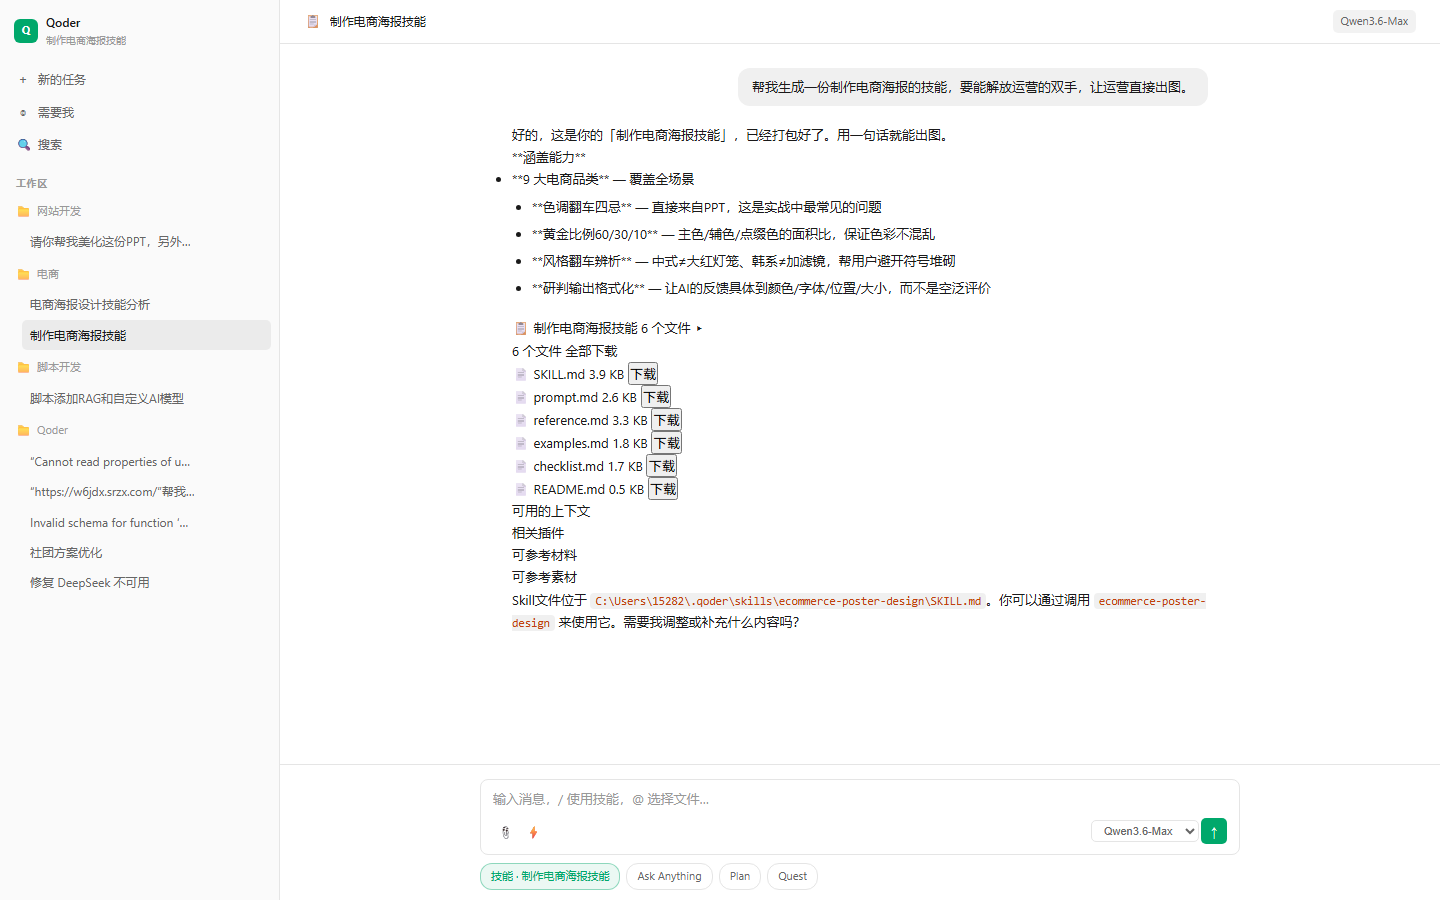 Qoder
制作电商海报技能
+ 新的任务
需要我
搜索
工作区
网站开发
请你帮我美化这份PPT，另外...
电商
电商海报设计技能分析
制作电商海报技能
脚本开发
脚本添加RAG和自定义AI模型
Qoder
“Cannot read properties of u...
“https://w6jdx.srzx.com/”帮我...
Invalid schema for function ‘...
社团方案优化
修复 DeepSeek 不可用
制作电商海报技能
Qwen3.6-Max
帮我生成一份制作电商海报的技能，要能解放运营的双手，让运营直接出图。
好的，这是你的「制作电商海报技能」，已经打包好了。用一句话就能出图。
**涵盖能力**
• **9 大电商品类** — 覆盖全场景
• **色调翻车四忌** — 直接来自PPT，这是实战中最常见的问题
• **黄金比例60/30/10** — 主色/辅色/点缀色的面积比，保证色彩不混乱
• **风格翻车辨析** — 中式≠大红灯笼、韩系≠加滤镜，帮用户避开符号堆砌
• **研判输出格式化** — 让AI的反馈具体到颜色/字体/位置/大小，而不是空泛评价
制作电商海报技能 6 个文件 ▸
6 个文件 全部下载
SKILL.md 3.9 KB 下载
prompt.md 2.6 KB 下载
reference.md 3.3 KB 下载
examples.md 1.8 KB 下载
checklist.md 1.7 KB 下载
README.md 0.5 KB 下载
可用的上下文
相关插件
可参考材料
可参考素材
Skill文件位于 C:\Users\15282\.qoder\skills\ecommerce-poster-design\SKILL.md 。你可以通过调用 ecommerce-poster-
design 来使用它。需要我调整或补充什么内容吗？
输入消息，/ 使用技能，@ 选择文件...
Qwen3.6-Max
↑
技能 · 制作电商海报技能
Ask Anything
Plan
Quest